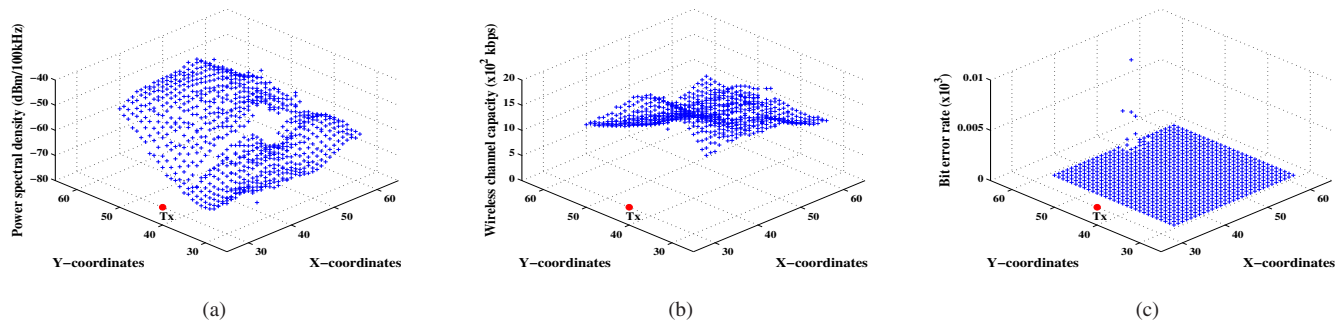 Power spectral density (dBm/100kHz)
−40
−50
−60
−70
−80
60
50
40
30
Tx
30
40
50
60
Y−coordinates
X−coordinates
(a)
Wireless channel capacity (x10² kbps)
20
15
10
5
0
60
50
40
30
Tx
30
40
50
60
Y−coordinates
X−coordinates
(b)
Bit error rate (x10³)
0.01
0.005
0
60
50
40
30
Tx
30
40
50
60
Y−coordinates
X−coordinates
(c)